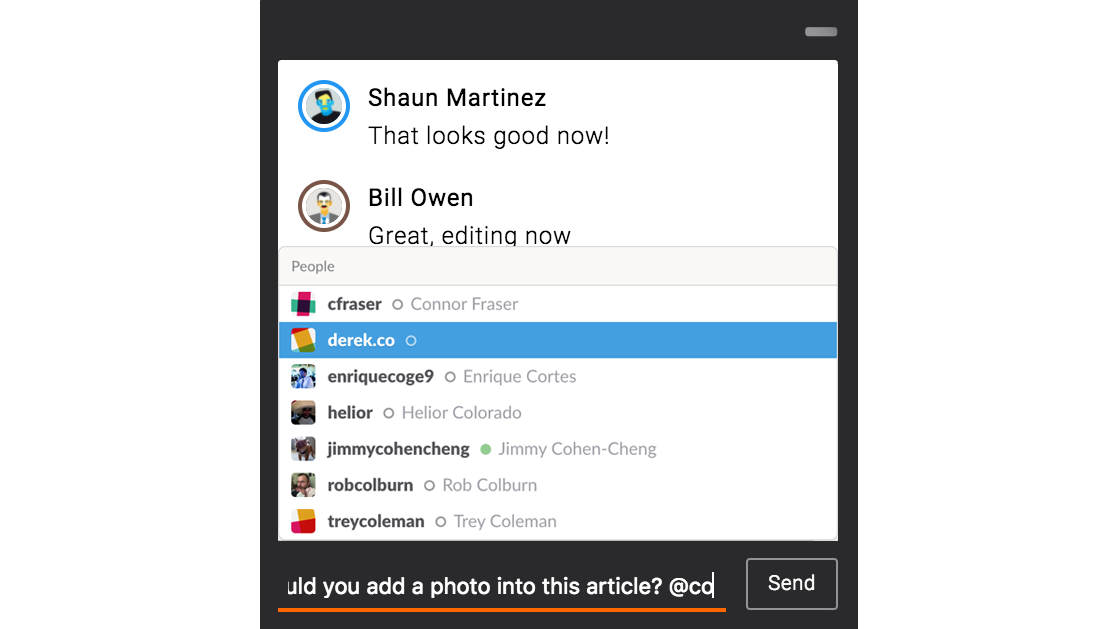 Shaun Martinez
That looks good now!
Bill Owen
Great, editing now
People
cfraser Connor Fraser
derek.co
enriquecoge9 Enrique Cortes
helior Helior Colorado
jimmycohencheng Jimmy Cohen-Cheng
robcolburn Rob Colburn
treycoleman Trey Coleman
uld you add a photo into this article? @co
Send